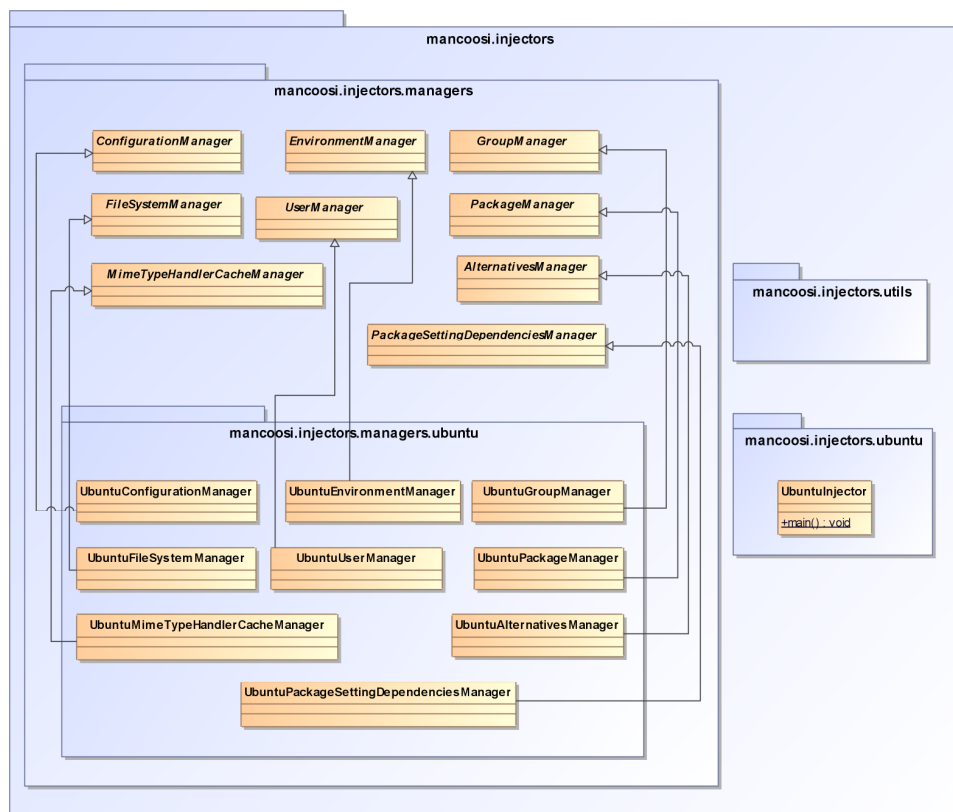 mancoosi.injectors
mancoosi.injectors.managers
ConfigurationManager
EnvironmentManager
GroupManager
FileSystemManager
UserManager
PackageManager
MimeTypeHandlerCacheManager
AlternativesManager
PackageSettingDependenciesManager
mancoosi.injectors.utils
mancoosi.injectors.managers.ubuntu
mancoosi.injectors.ubuntu
UbuntuConfigurationManager
UbuntuEnvironmentManager
UbuntuGroupManager
UbuntuInjector
+main() : void
UbuntuFileSystemManager
UbuntuUserManager
UbuntuPackageManager
UbuntuMimeTypeHandlerCacheManager
UbuntuAlternativesManager
UbuntuPackageSettingDependenciesManager